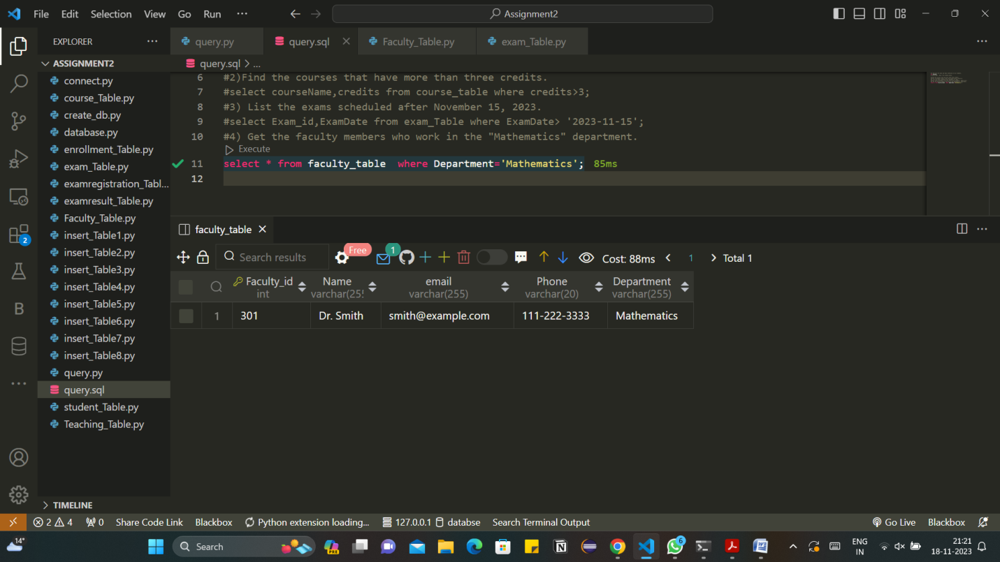 File Edit Selection View Go Run ...
Assignment2
EXPLORER
query.py
query.sql
Faculty_Table.py
exam_Table.py
ASSIGNMENT2
connect.py
course_Table.py
create_db.py
database.py
enrollment_Table.py
exam_Table.py
examregistration_Tabl...
examresult_Table.py
Faculty_Table.py
insert_Table1.py
insert_Table2.py
insert_Table3.py
insert_Table4.py
insert_Table5.py
insert_Table6.py
insert_Table7.py
insert_Table8.py
query.py
query.sql
student_Table.py
Teaching_Table.py
TIMELINE
2
B
query.sql > ...
6 #2)Find the courses that have more than three credits.
7 #select courseName,credits from course_table where credits>3;
8 #3) List the exams scheduled after November 15, 2023.
9 #select Exam_id,ExamDate from exam_Table where ExamDate> '2023-11-15';
10 #4) Get the faculty members who work in the "Mathematics" department.
Execute
11 select * from faculty_table  where Department='Mathematics'; 85ms
12
faculty_table
Search results
Free
1
Cost: 88ms
1
Total 1
Faculty_id Name email Phone Department
int varchar(25! varchar(255) varchar(20) varchar(255)
1 301 Dr. Smith smith@example.com 111-222-3333 Mathematics
2 4 0 Share Code Link Blackbox Python extension loading... 127.0.0.1 databse Search Terminal Output Go Live Blackbox
14°
Search
PRE
6
ENG
IN
21:21
18-11-2023